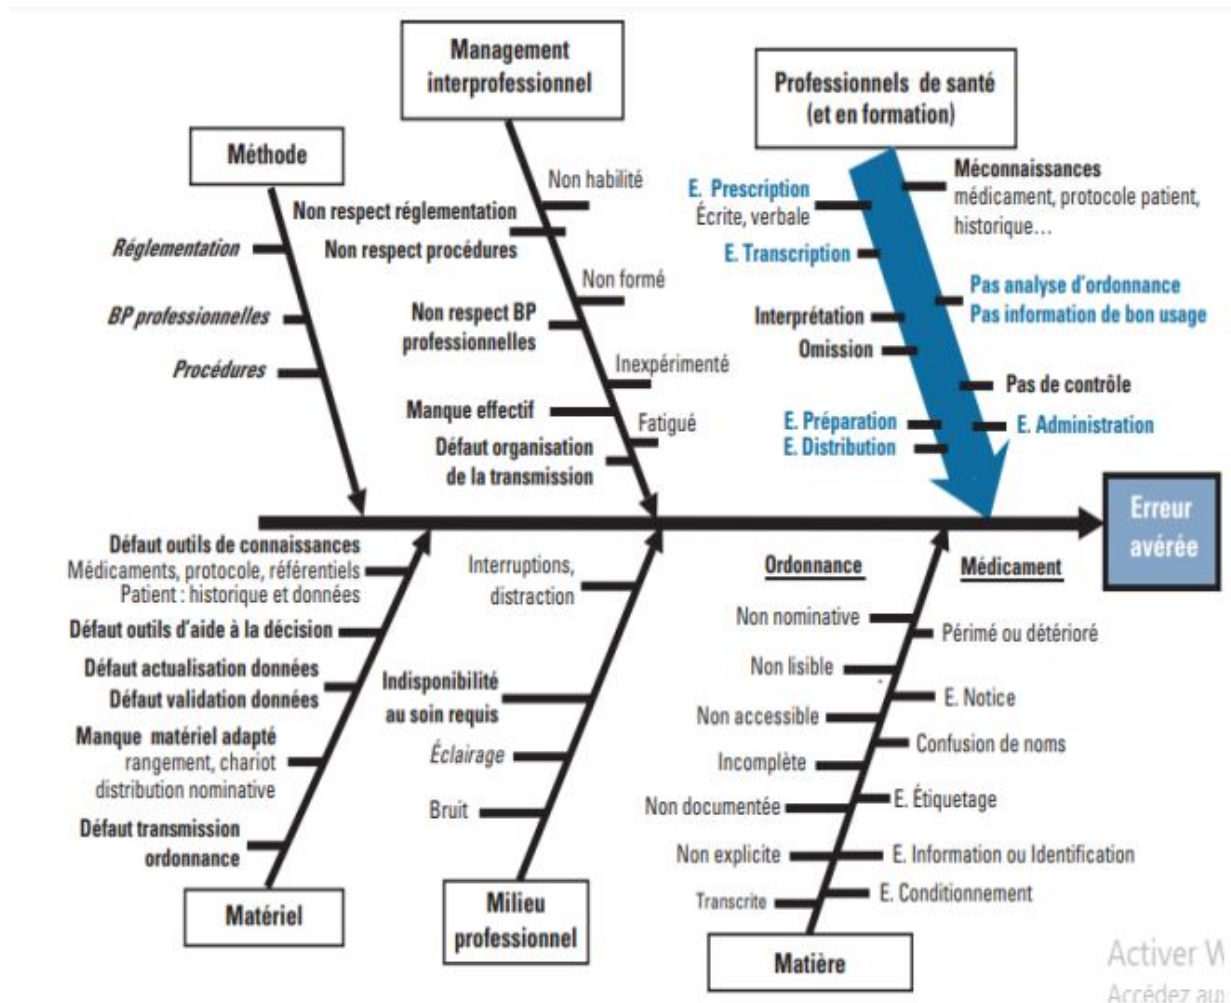 Management
interprofessionnel
Professionnels de santé
(et en formation)
Méthode
Réglementation
BP professionnelles
Procédures
Non habilité
Non respect réglementation
Non respect procédures
Non formé
Non respect BP
professionnelles
Inexpérimenté
Manque effectif
Fatigué
Défaut organisation
de la transmission
E. Prescription
Écrite, verbale
E. Transcription
Interprétation
Omission
E. Préparation
E. Distribution
Méconnaissances
médicament, protocole patient,
historique...
Pas analyse d'ordonnance
Pas information de bon usage
Pas de contrôle
E. Administration
Erreur
avérée
Défaut outils de connaissances
Médicaments, protocole, référentiels
Patient : historique et données
Défaut outils d'aide à la décision
Défaut actualisation données
Défaut validation données
Manque matériel adapté
rangement, chariot
distribution nominative
Défaut transmission
ordonnance
Matériel
Interruptions,
distraction
Indisponibilité
au soin requis
Éclairage
Bruit
Milieu
professionnel
Ordonnance
Non nominative
Non lisible
Non accessible
Incomplète
Non documentée
Non explicite
Transcrite
Médicament
Périmé ou détérioré
E. Notice
Confusion de noms
E. Étiquetage
E. Information ou Identification
E. Conditionnement
Matière
Activer W
Accédez au